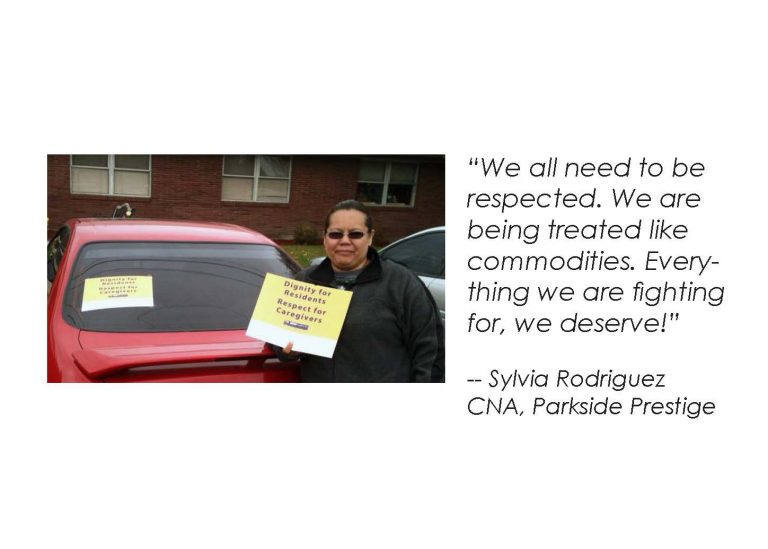 Dignity for
Residents
Respect for
Caregivers
Dignity for
Residents
Respect for
Caregivers
“We all need to be
respected. We are
being treated like
commodities. Every-
thing we are fighting
for, we deserve!”
-- Sylvia Rodriguez
CNA, Parkside Prestige